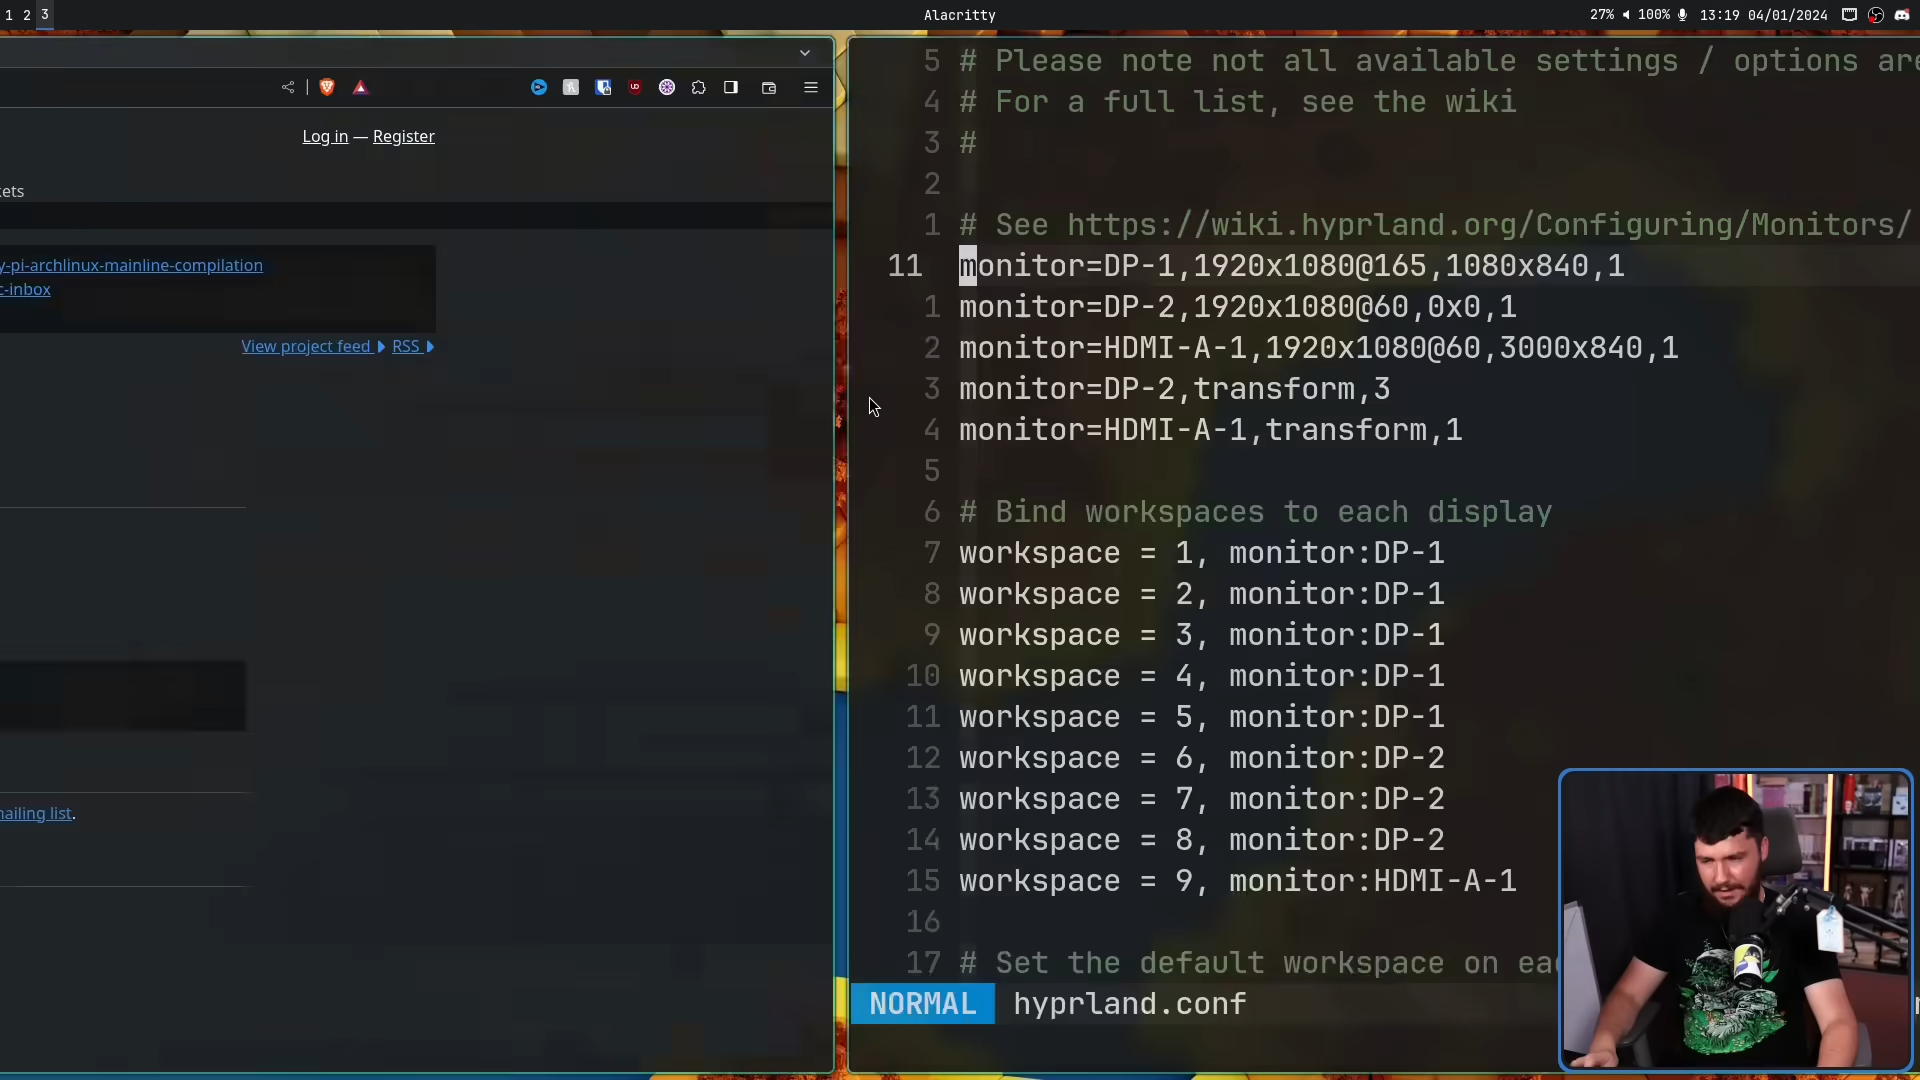 1 2 3
Alacritty
27% 100% 13:19 04/01/2024
Log in — Register
kets
y-pi-archlinux-mainline-compilation
c-inbox
View project feed RSS
mailing list.
5 # Please note not all available settings / options are
4 # For a full list, see the wiki
3 #
2
1 # See https://wiki.hyprland.org/Configuring/Monitors/
11 monitor=DP-1,1920x1080@165,1080x840,1
1 monitor=DP-2,1920x1080@60,0x0,1
2 monitor=HDMI-A-1,1920x1080@60,3000x840,1
3 monitor=DP-2,transform,3
4 monitor=HDMI-A-1,transform,1
5
6 # Bind workspaces to each display
7 workspace = 1, monitor:DP-1
8 workspace = 2, monitor:DP-1
9 workspace = 3, monitor:DP-1
10 workspace = 4, monitor:DP-1
11 workspace = 5, monitor:DP-1
12 workspace = 6, monitor:DP-2
13 workspace = 7, monitor:DP-2
14 workspace = 8, monitor:DP-2
15 workspace = 9, monitor:HDMI-A-1
16
17 # Set the default workspace on ea
NORMAL hyprland.conf